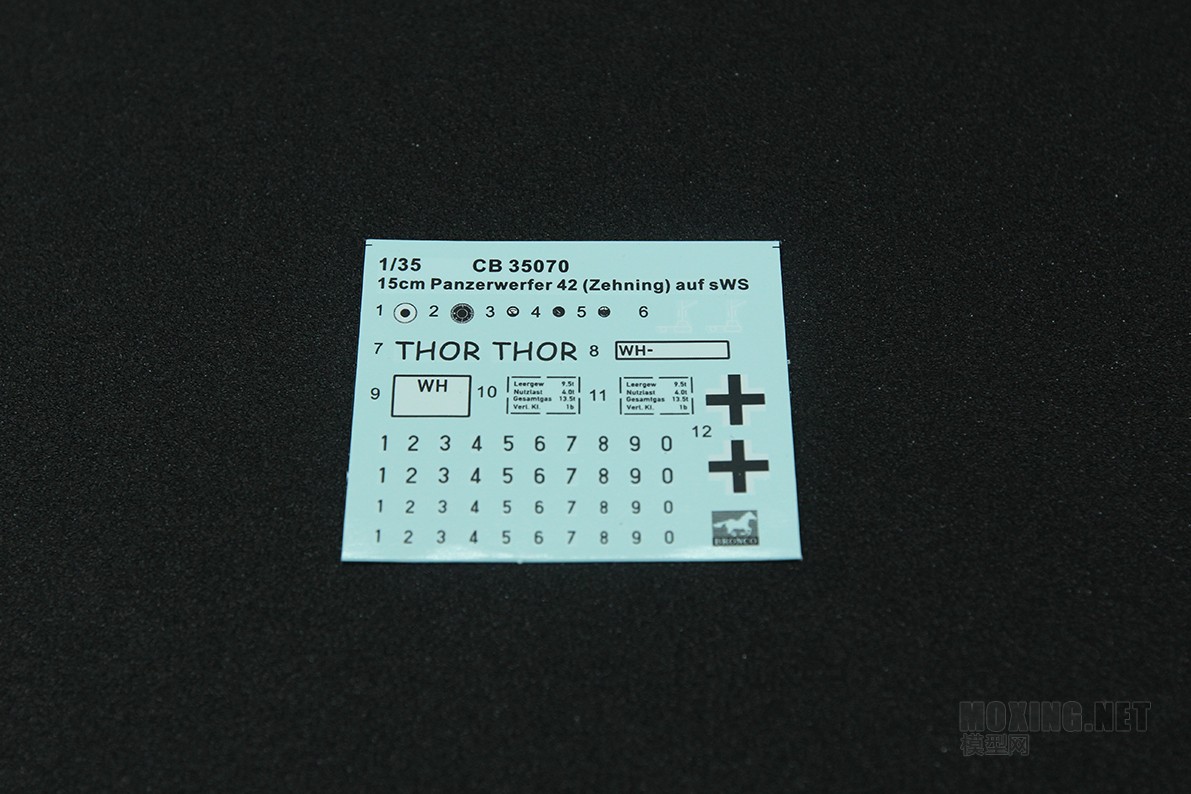 1/35 CB 35070
15cm Panzerwerfer 42 (Zehning) auf sWS
1 2 3 4 5 6
7 THOR THOR 8 WH-
9 WH 10 11
Leergew 9.5t
Nutzlast 4.0t
Gesamtgas 13.5t
Verl. Kl. 1b
Leergew 9.5t
Nutzlast 4.0t
Gesamtgas 13.5t
Verl. Kl. 1b
12
1 2 3 4 5 6 7 8 9 0
1 2 3 4 5 6 7 8 9 0
1 2 3 4 5 6 7 8 9 0
1 2 3 4 5 6 7 8 9 0
BRONCO
MOXING.NET
模型网